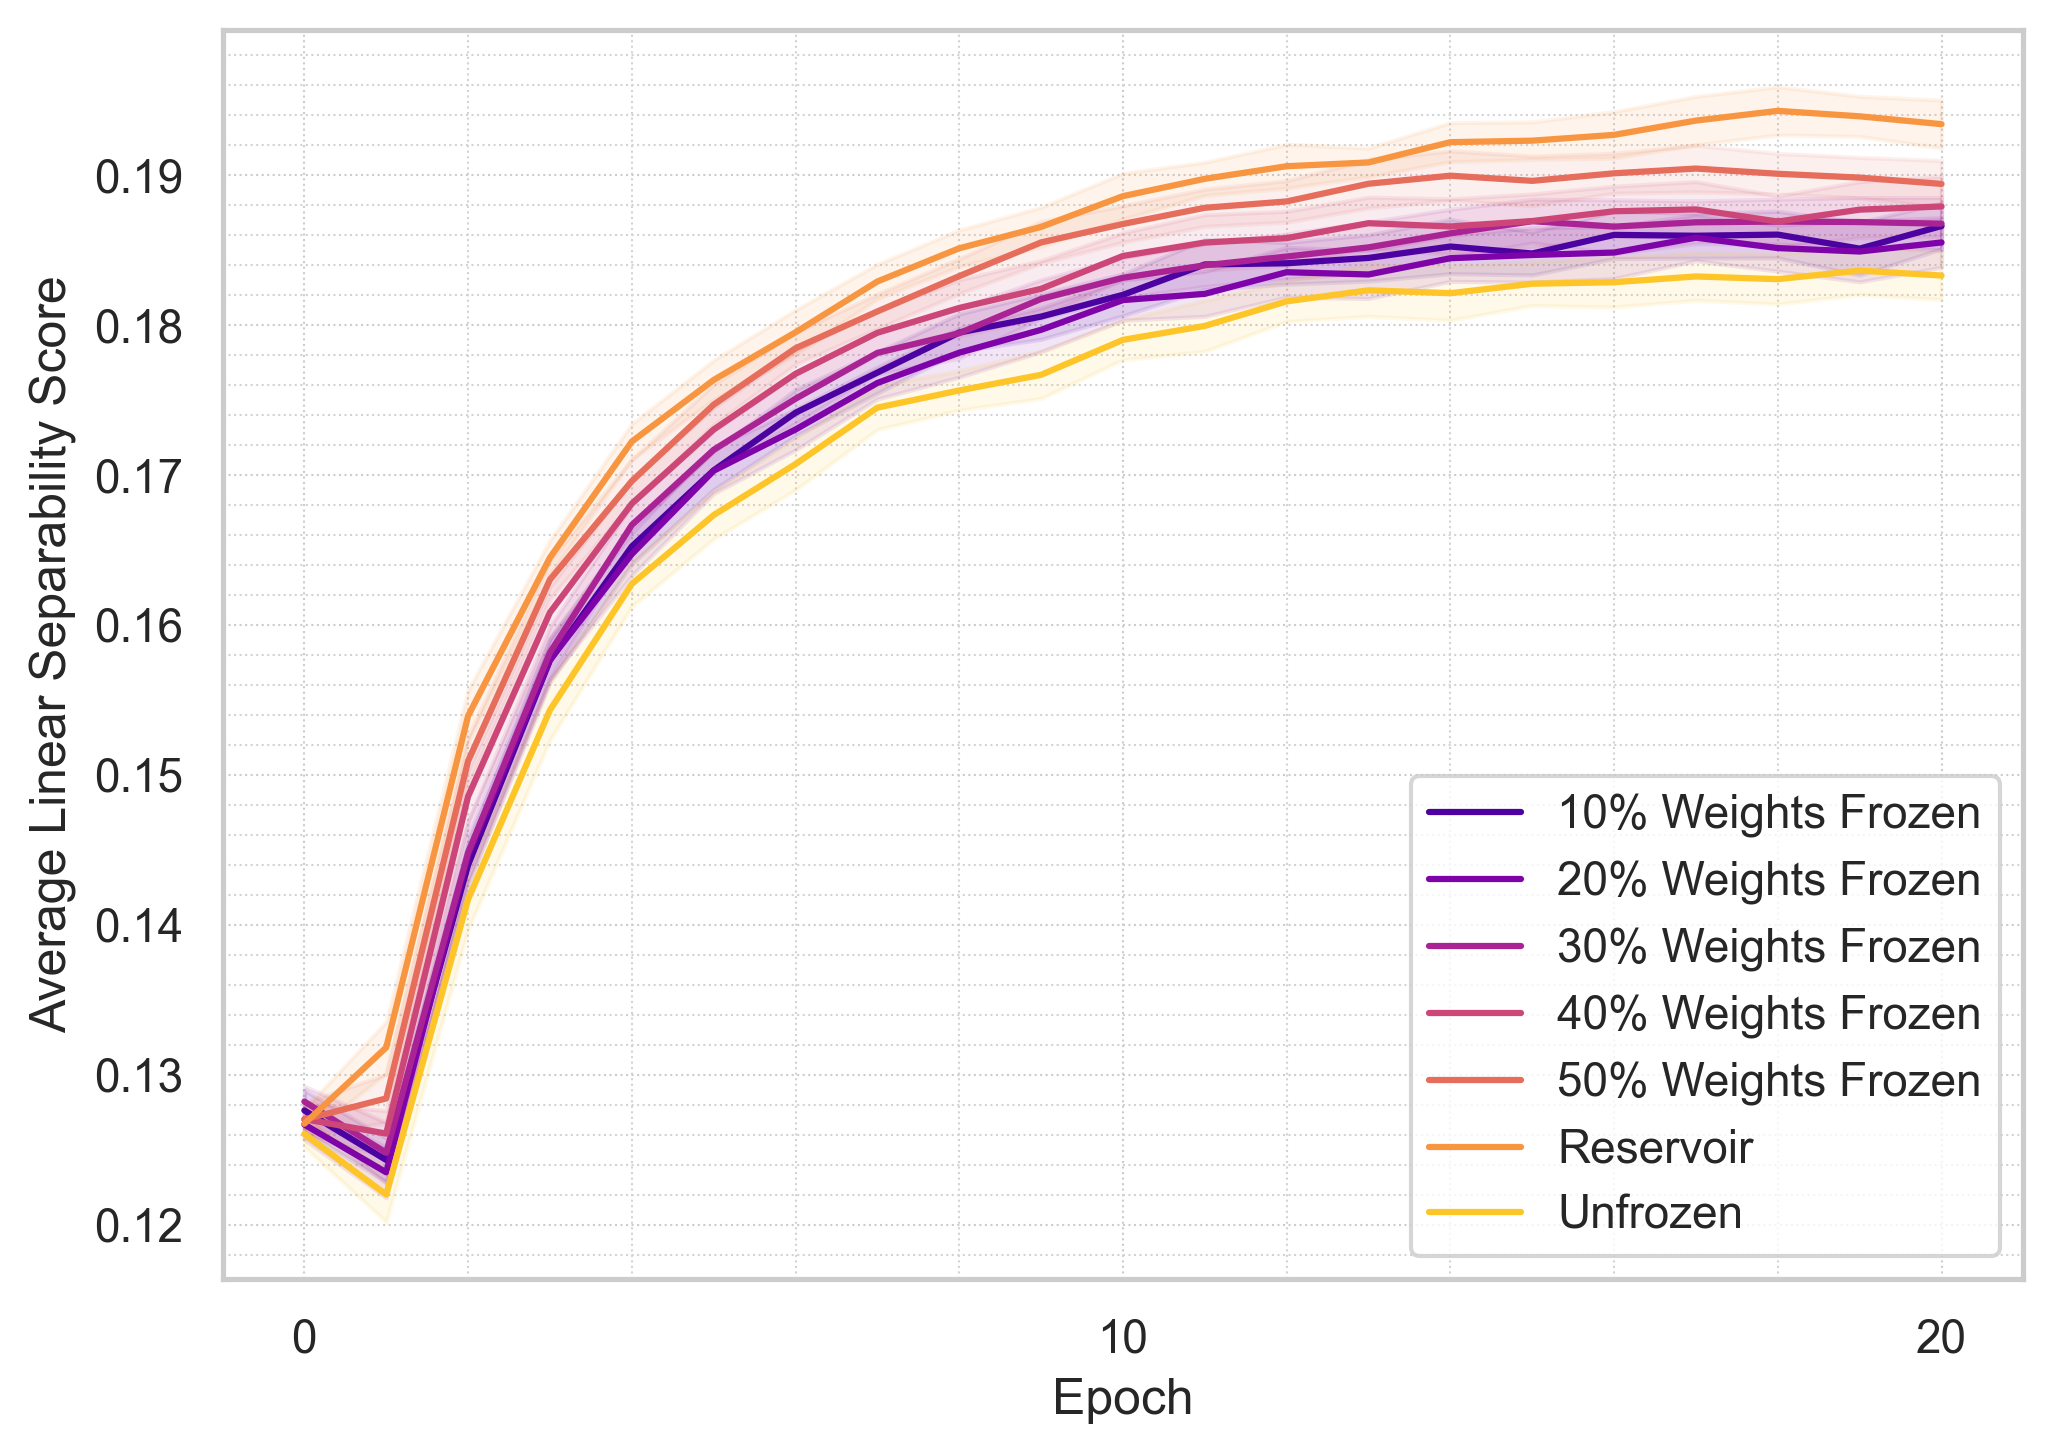 Average Linear Separability Score
0.19
0.18
0.17
0.16
0.15
0.14
0.13
0.12
10% Weights Frozen
20% Weights Frozen
30% Weights Frozen
40% Weights Frozen
50% Weights Frozen
Reservoir
Unfrozen
0 10 20
Epoch